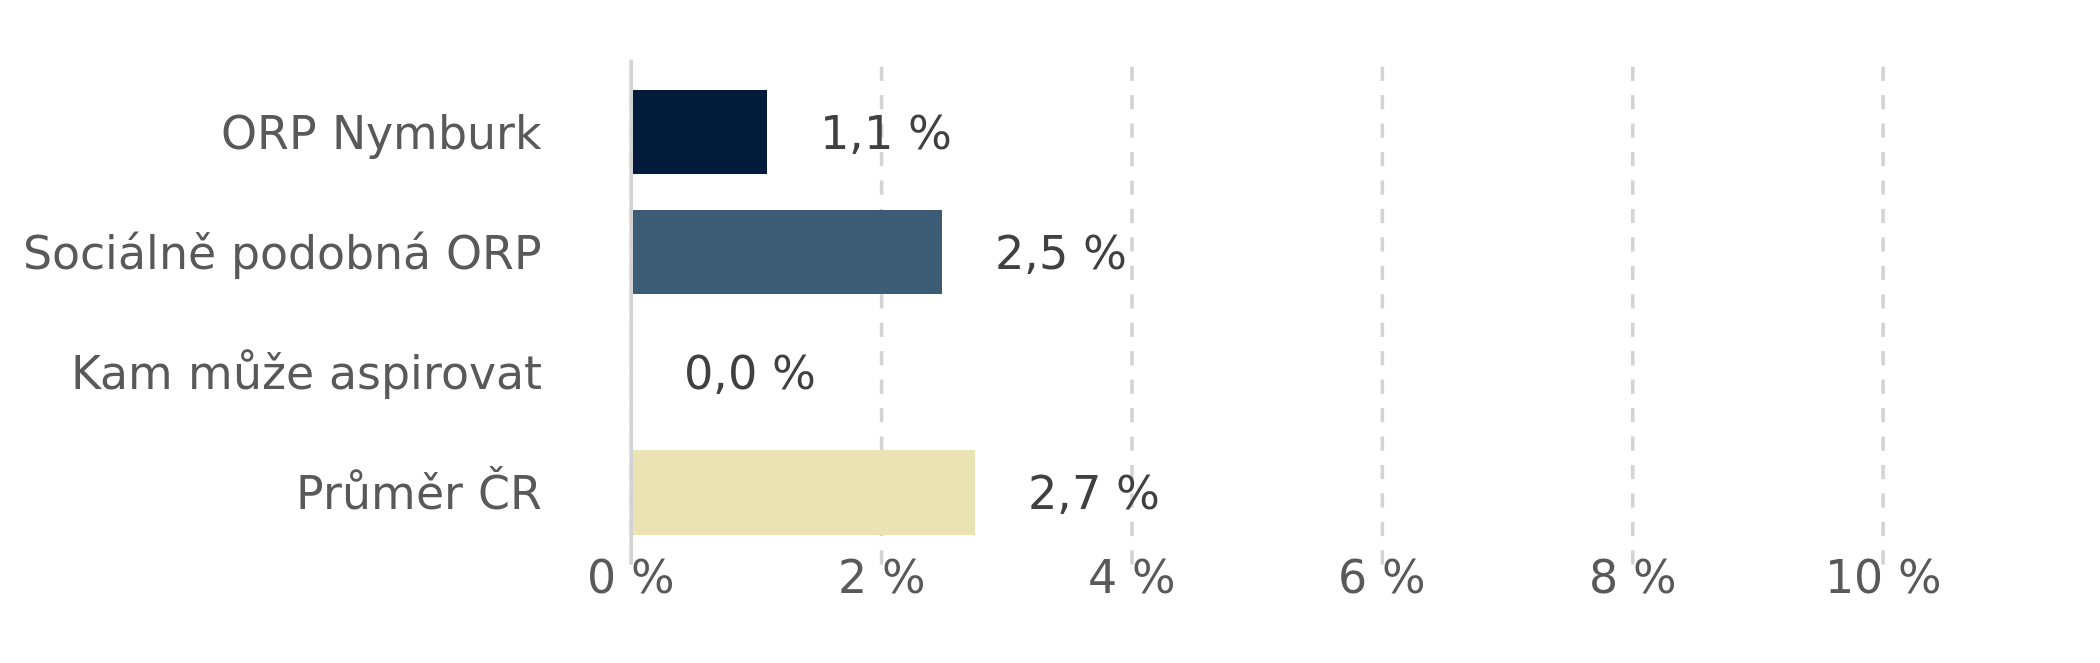 ORP Nymburk 1,1 %
Sociálně podobná ORP 2,5 %
Kam může aspirovat 0,0 %
Průměr ČR 2,7 %
0 % 2 % 4 % 6 % 8 % 10 %